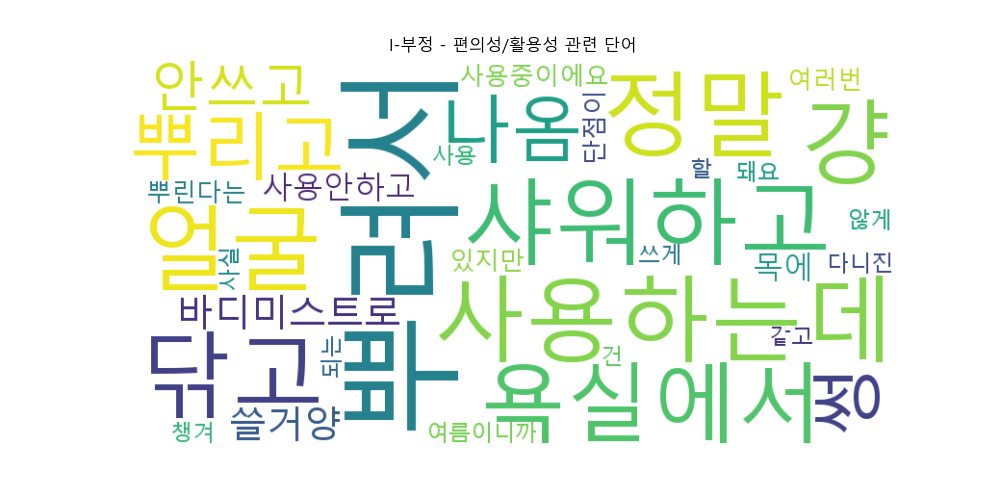 I-부정 - 편의성/활용성 관련 단어
안쓰고
사용중이에요
여러번
뿌리고
뿌려서
나옴
단점이
정말
걍
사용
할
돼요
뿌린다는
사용안하고
샤워하고
얼굴
않게
사실
있지만
쓰게
목에
다니진
바디미스트로
사용하는데
같고
닦고
되는
건
욕실에서
썽
챙겨
쓸거양
여름이니까